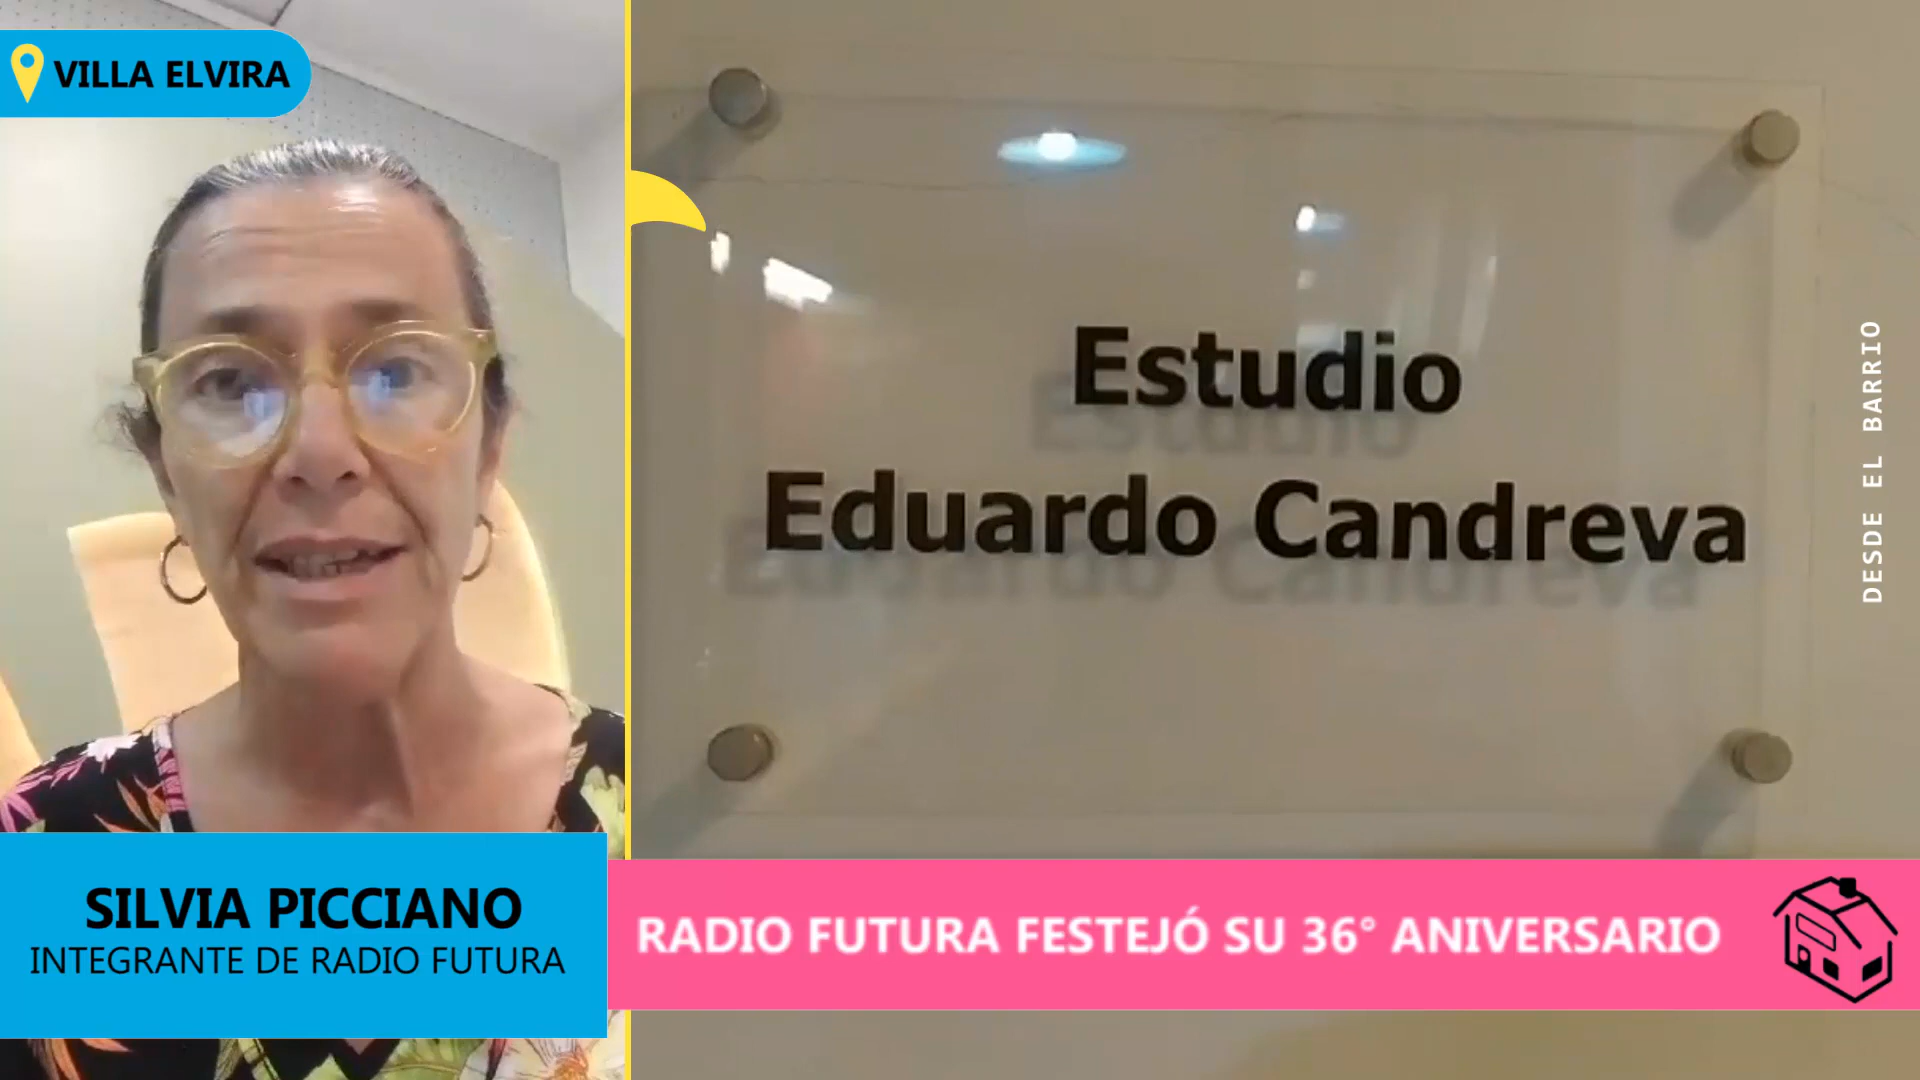 VILLA ELVIRA
Estudio
Eduardo Candreva
DESDE EL BARRIO
SILVIA PICCIANO
INTEGRANTE DE RADIO FUTURA
RADIO FUTURA FESTEJÓ SU 36° ANIVERSARIO